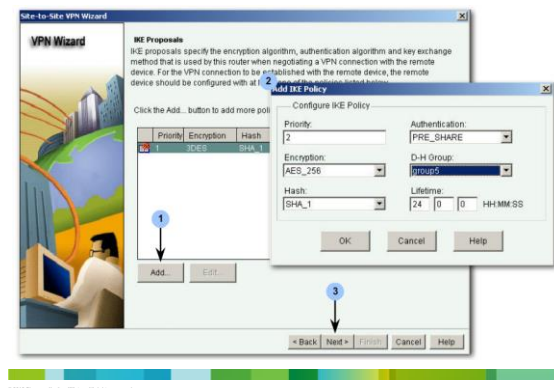 Site-to-Site VPN Wizard
VPN Wizard
IKE Proposals
IKE proposals specify the encryption algorithm, authentication algorithm and key exchange
method that is used by this router when negotiating a VPN connection with the remote
device. For the VPN connection to be established with the remote device, the remote
device should be configured with at
Click the Add... button to add more poli
Priority Encryption Hash
1 3DES SHA_1
1
Add... Edit...
2
Add IKE Policy
Configure IKE Policy
Priority: Authentication:
2 PRE_SHARE
Encryption: D-H Group:
AES_256 group5
Hash: Lifetime:
SHA_1 24 0 0 HH:MM:SS
OK Cancel Help
3
< Back Next > Finish Cancel Help